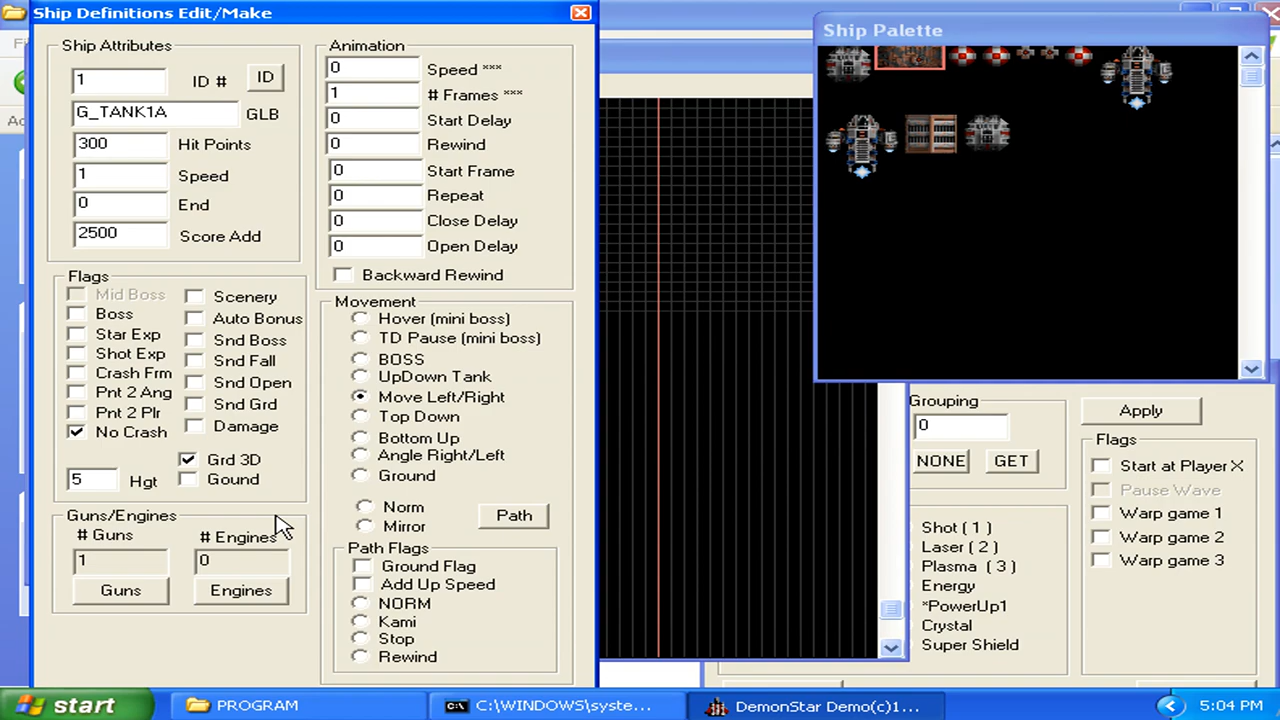 Ship Definitions Edit/Make
Ship Attributes
1 ID # ID
G_TANK1A GLB
300 Hit Points
1 Speed
0 End
2500 Score Add
Flags
Mid Boss
Boss
Star Exp
Shot Exp
Crash Frm
Pnt 2 Ang
Pnt 2 Plr
No Crash
Scenery
Auto Bonus
Snd Boss
Snd Fall
Snd Open
Snd Grd
Damage
Grd 3D
Gound
5 Hgt
Guns/Engines
# Guns # Engines
1 0
Guns Engines
Animation
0 Speed ***
1 # Frames ***
0 Start Delay
0 Rewind
0 Start Frame
0 Repeat
0 Close Delay
0 Open Delay
Backward Rewind
Movement
Hover (mini boss)
TD Pause (mini boss)
BOSS
UpDown Tank
Move Left/Right
Top Down
Bottom Up
Angle Right/Left
Ground
Norm
Mirror
Path
Path Flags
Ground Flag
Add Up Speed
NORM
Kami
Stop
Rewind
Ship Palette
Grouping
0
NONE GET
Shot ( 1 )
Laser ( 2 )
Plasma ( 3 )
Energy
*PowerUp1
Crystal
Super Shield
Apply
Flags
Start at Player X
Pause Wave
Warp game 1
Warp game 2
Warp game 3
start PROGRAM C:\WINDOWS\syste... DemonStar Demo(c)1... 5:04 PM